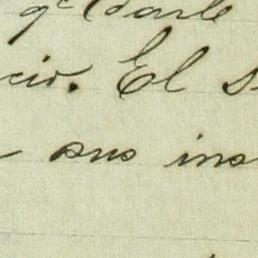 qe darle
cio. El s
sus ins